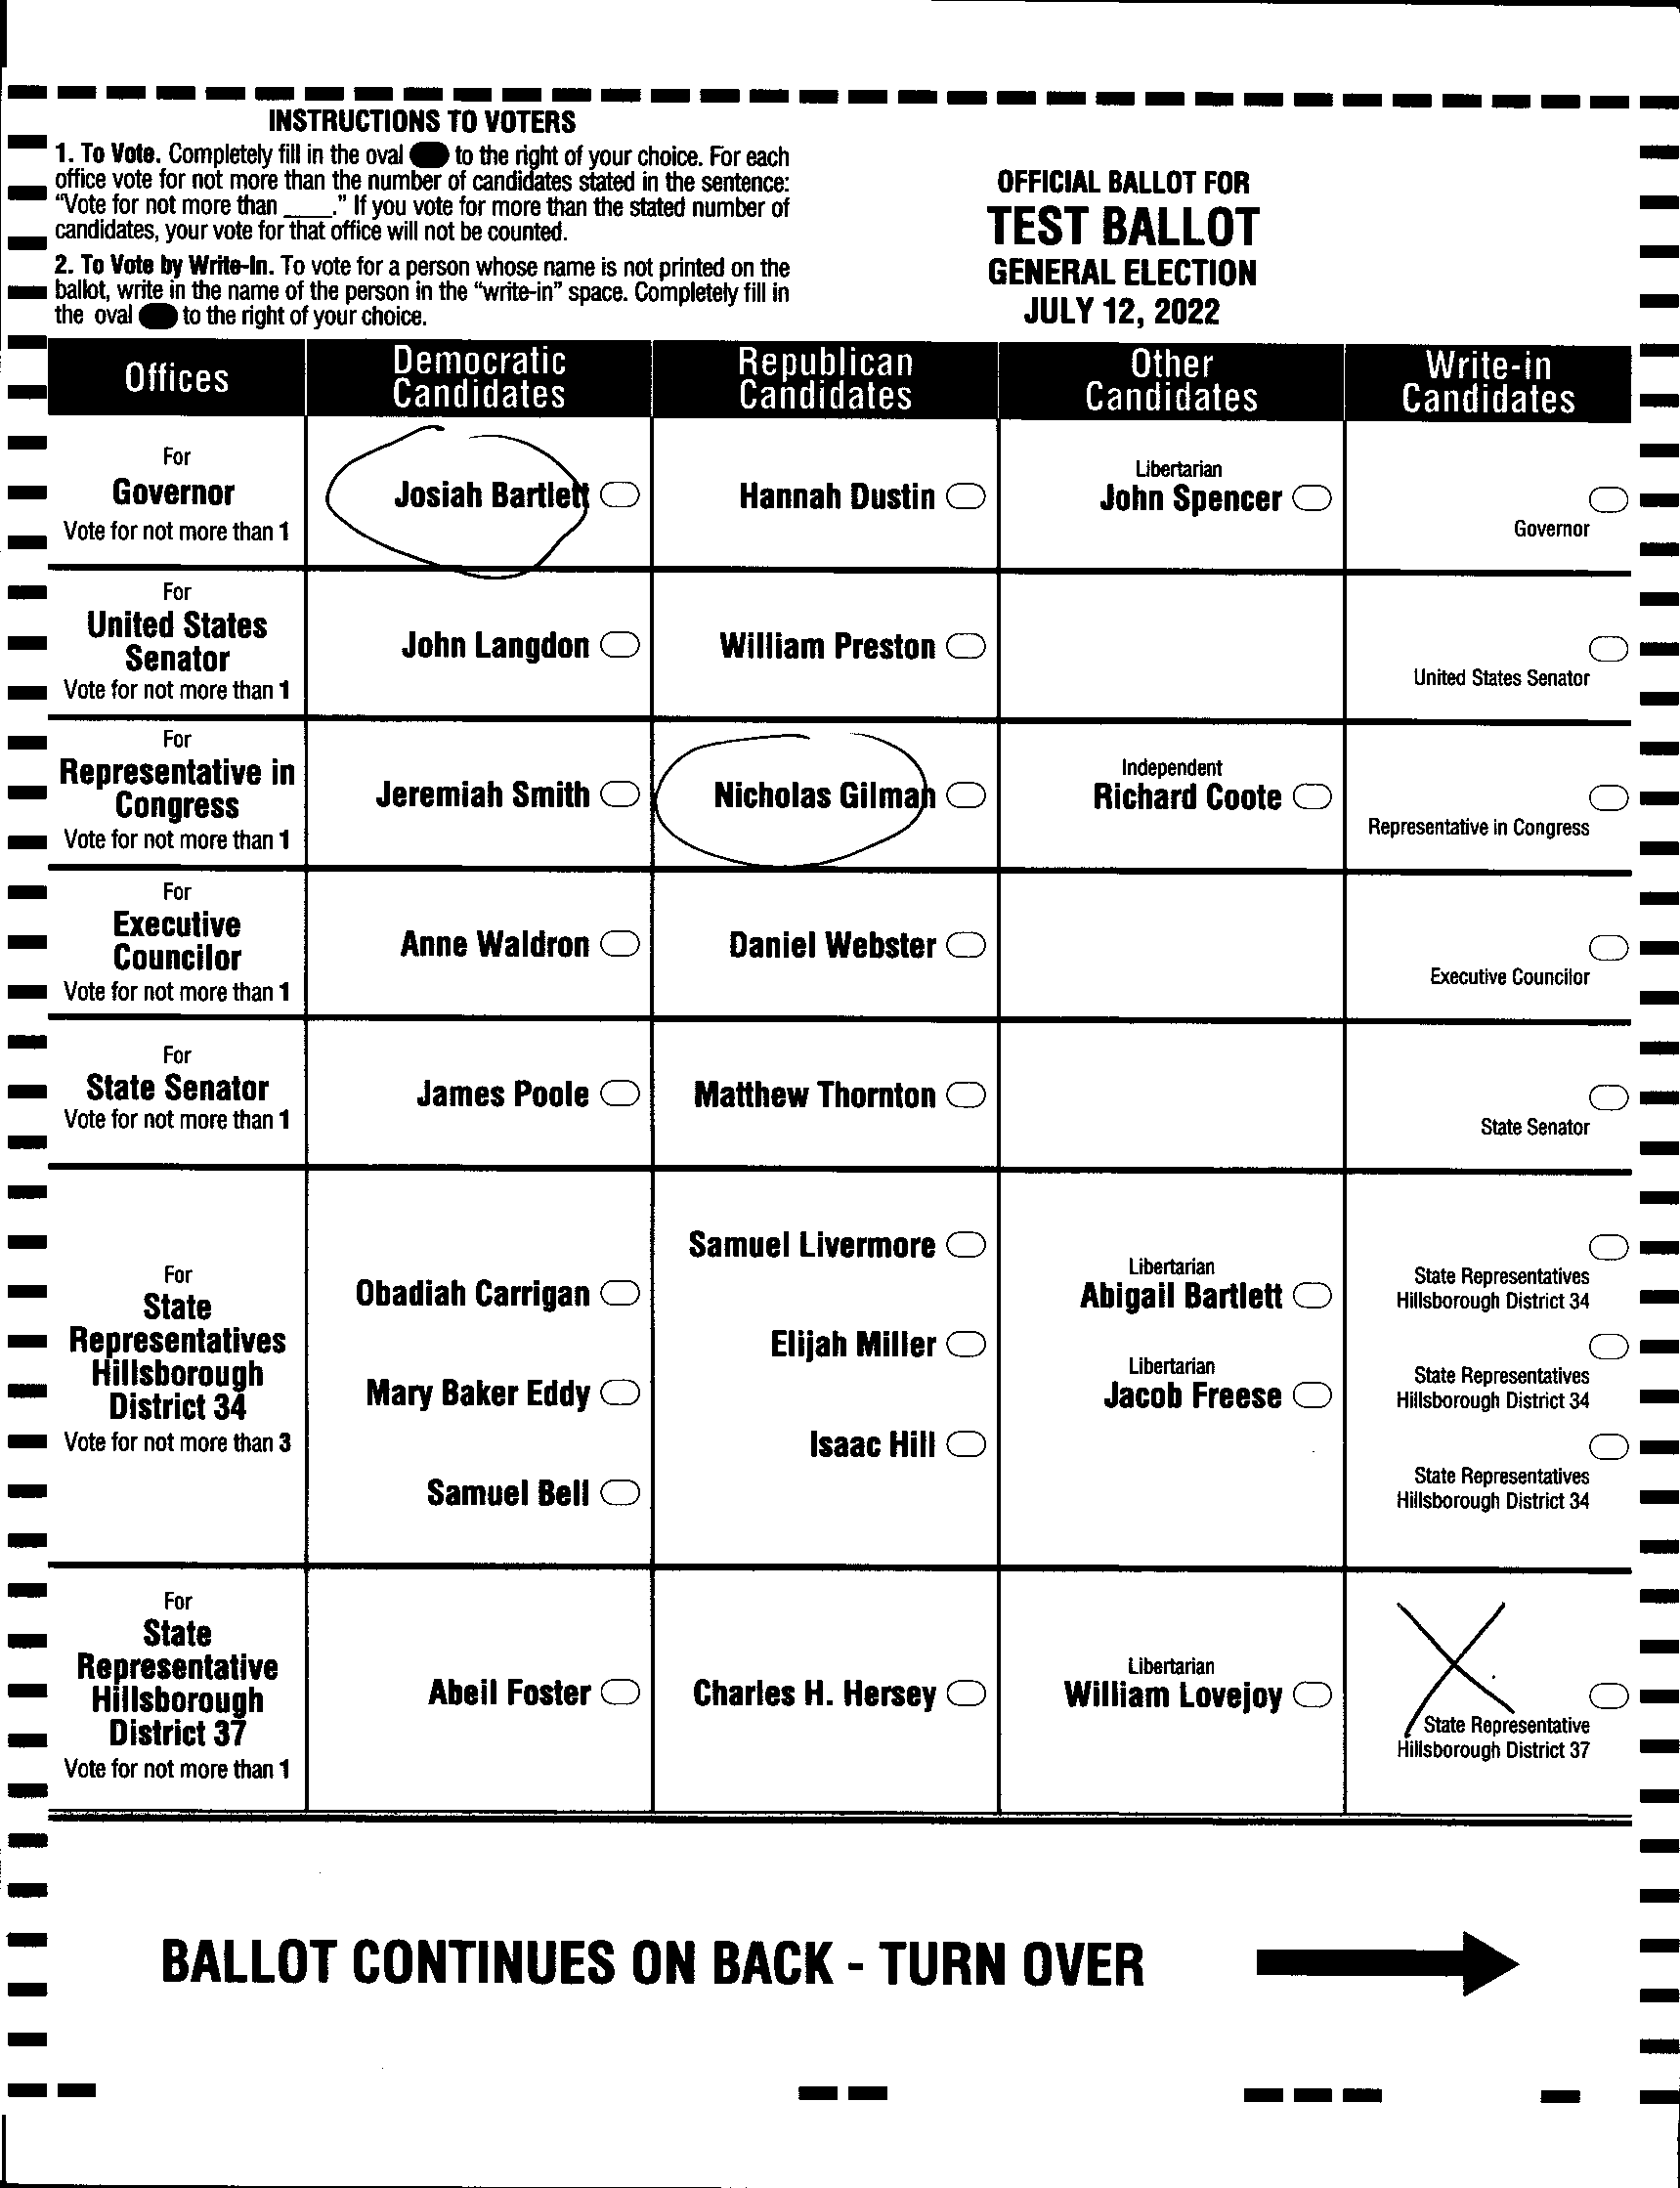 INSTRUCTIONS TO VOTERS
1. To Vote. Completely fill in the oval to the right of your choice. For each
office vote for not more than the number of candidates stated in the sentence:
"Vote for not more than ____." If you vote for more than the stated number of
candidates, your vote for that office will not be counted.
2. To Vote by Write-In. To vote for a person whose name is not printed on the
ballot, write in the name of the person in the "write-in" space. Completely fill in
the oval to the right of your choice.
OFFICIAL BALLOT FOR
TEST BALLOT
GENERAL ELECTION
JULY 12, 2022
Offices
Democratic
Candidates
Republican
Candidates
Other
Candidates
Write-in
Candidates
For
Governor
Vote for not more than 1
Josiah Bartlett
Hannah Dustin
Libertarian
John Spencer
Governor
For
United States
Senator
Vote for not more than 1
John Langdon
William Preston
United States Senator
For
Representative in
Congress
Vote for not more than 1
Jeremiah Smith
Nicholas Gilman
Independent
Richard Coote
Representative in Congress
For
Executive
Councilor
Vote for not more than 1
Anne Waldron
Daniel Webster
Executive Councilor
For
State Senator
Vote for not more than 1
James Poole
Matthew Thornton
State Senator
For
State
Representatives
Hillsborough
District 34
Vote for not more than 3
Obadiah Carrigan
Mary Baker Eddy
Samuel Bell
Samuel Livermore
Elijah Miller
Isaac Hill
Libertarian
Abigail Bartlett
Libertarian
Jacob Freese
State Representatives
Hillsborough District 34
State Representatives
Hillsborough District 34
State Representatives
Hillsborough District 34
For
State
Representative
Hillsborough
District 37
Vote for not more than 1
Abeil Foster
Charles H. Hersey
Libertarian
William Lovejoy
State Representative
Hillsborough District 37
BALLOT CONTINUES ON BACK - TURN OVER